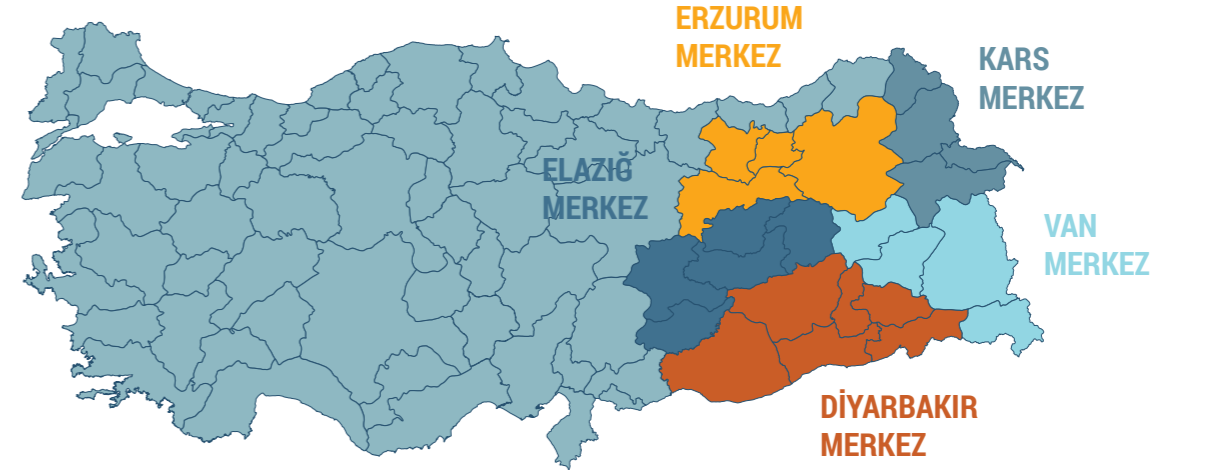 ERZURUM
MERKEZ
KARS
MERKEZ
ELAZIĞ
MERKEZ
VAN
MERKEZ
DİYARBAKIR
MERKEZ